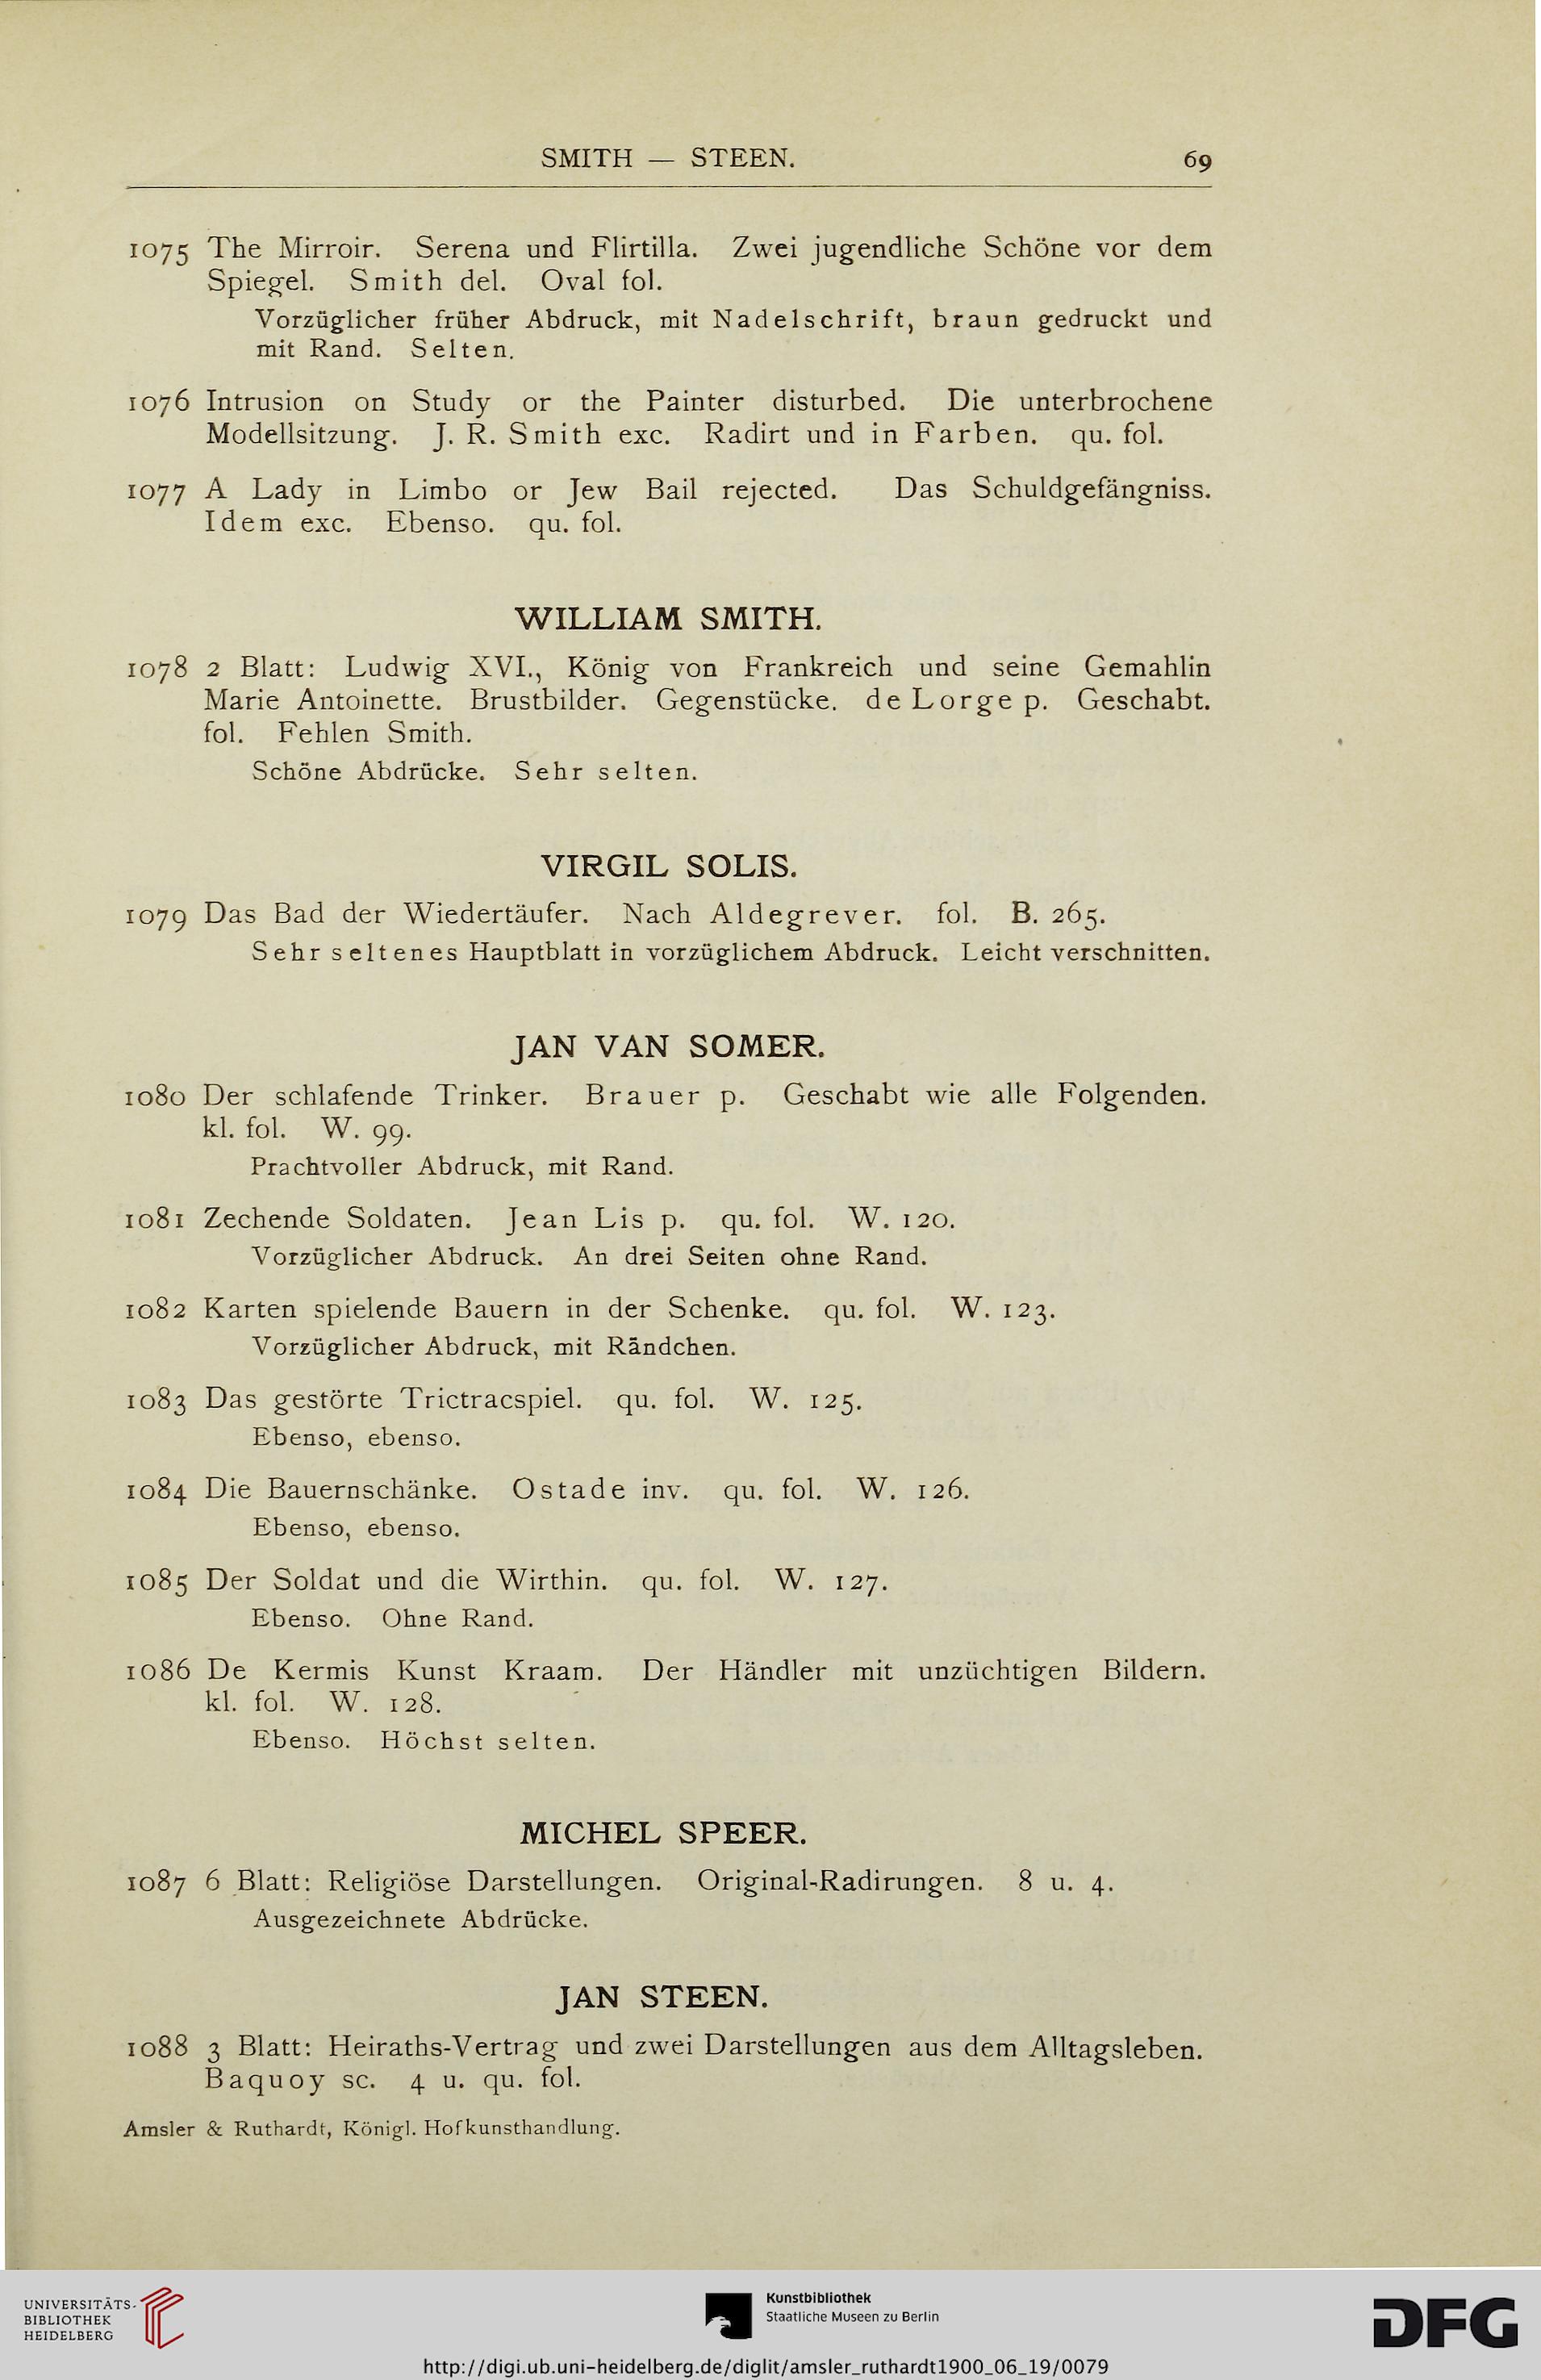 SMITH — STEEN. 69
1075 The Mirroir. Serena und Flirtilla. Zwei jugendliche Schöne vor dem
Spiegel. Smith del. Oval fol.
Vorzüglicher früher Abdruck, mit Nadelschrift, braun gedruckt und
mit Rand. Selten.
1076 Intrusion on Study or the Painter disturbed. Die unterbrochene
Modellsitzung. J. R. Smith exc. Radirt und in Farben. qu. fol.
1077 A Lady in Limbo or Jew Bail rejected. Das Schuldgefängniss.
Idem exc. Ebenso. qu. fol.
WILLIAM SMITH.
1078 2 Blatt: Ludwig XVI., König von Frankreich und seine Gemahlin
Marie Antoinette. Brustbilder. Gegenstücke. de Lorge p. Geschabt.
fol. Fehlen Smith.
Schöne Abdrücke. Sehr selten.
VIRGIL SOLIS.
1079 Das Bad der Wiedertäufer. Nach Aldegrever. fol. B. 265.
Sehr seltenes Hauptblatt in vorzüglichem Abdruck. Leicht verschnitten.
JAN VAN SOMER.
1080 Der schlafende Trinker. Brauer p. Geschabt wie alle Folgenden.
kl. fol. W. 99.
Prachtvoller Abdruck, mit Rand.
1081 Zechende Soldaten. Jean Lis p. qu. fol. W. 120.
Vorzüglicher Abdruck. An drei Seiten ohne Rand.
1082 Karten spielende Bauern in der Schenke. qu. fol. W. 123.
Vorzüglicher Abdruck, mit Rändchen.
1083 Das gestörte Trictracspiel. qu. fol. W. 125.
Ebenso, ebenso.
1084 Die Bauernschänke. Ostade inv. qu. fol. W. 126.
Ebenso, ebenso.
1085 Der Soldat und die Wirthin. qu. fol. W. 127.
Ebenso. Ohne Rand.
1086 De Kermis Kunst Kraam. Der Händler mit unzüchtigen Bildern.
kl. fol. W. 128.
Ebenso. Höchst selten.
MICHEL SPEER.
1087 6 Blatt: Religiöse Darstellungen. Original-Radirungen. 8 u. 4.
Ausgezeichnete Abdrücke.
JAN STEEN.
1088 3 Blatt: Heiraths-Vertrag und zwei Darstellungen aus dem Alltagsleben.
Baquoy sc. 4 u. qu. fol.
Amsler & Ruthardt, Königl. Hofkunsthandlung.
UNIVERSITÄTS-
BIBLIOTHEK
HEIDELBERG
Kunstbibliothek
Staatliche Museen zu Berlin
DFG
http://digi.ub.uni-heidelberg.de/diglit/amsler_ruthardt1900_06_19/0079